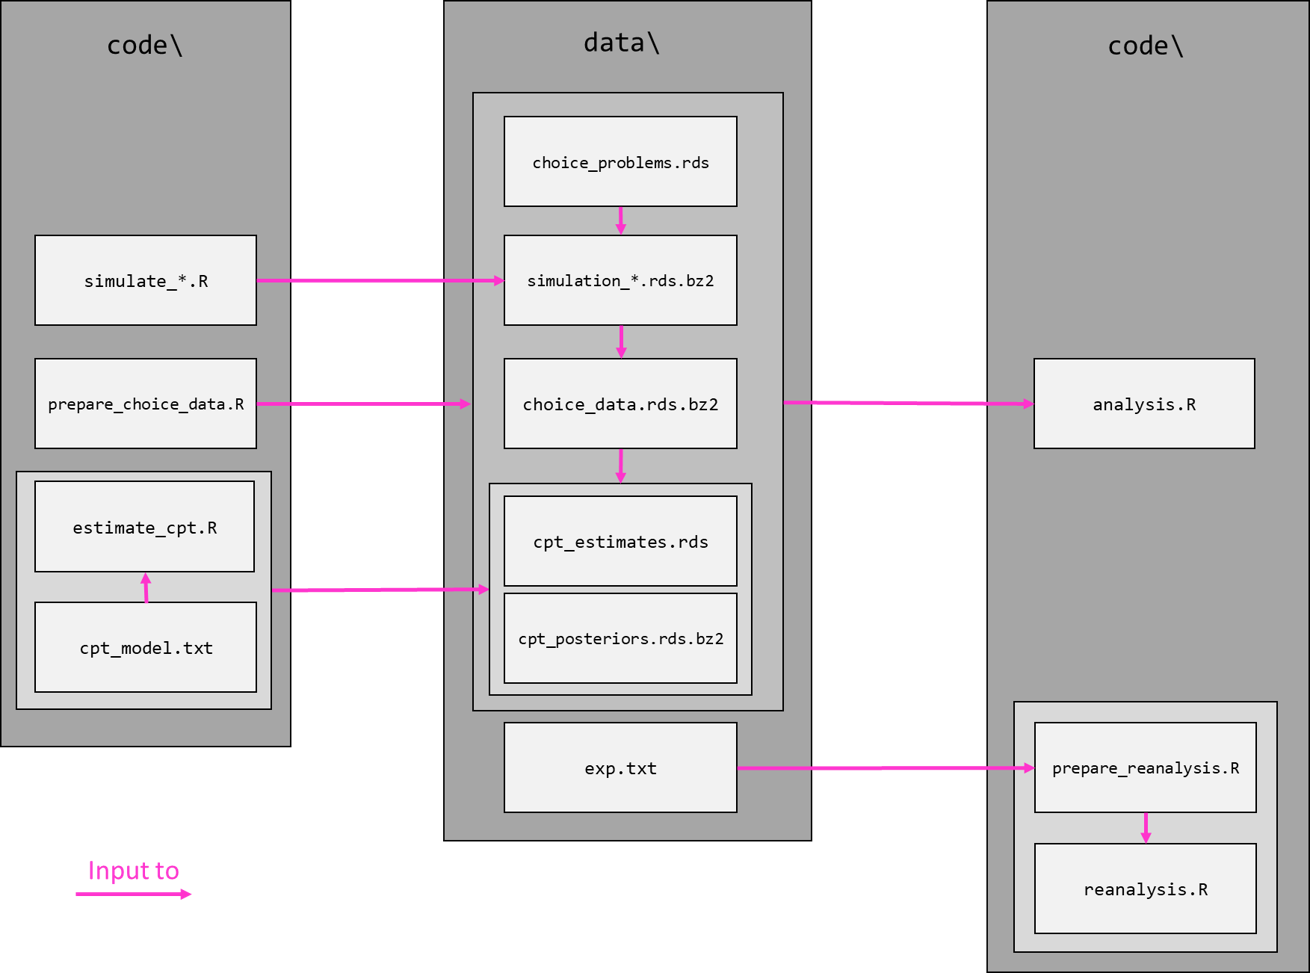 code\
simulate_*.R
prepare_choice_data.R
estimate_cpt.R
cpt_model.txt
Input to
data\
choice_problems.rds
simulation_*.rds.bz2
choice_data.rds.bz2
cpt_estimates.rds
cpt_posteriors.rds.bz2
exp.txt
code\
analysis.R
prepare_reanalysis.R
reanalysis.R